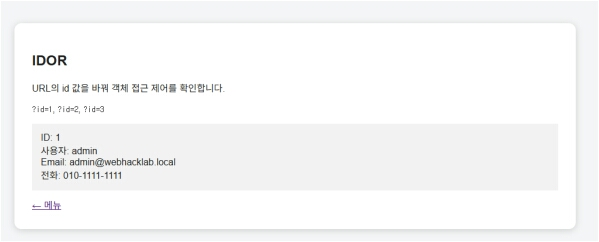 IDOR
URL의 id 값을 바꿔 객체 접근 제어를 확인합니다.
?id=1, ?id=2, ?id=3
ID: 1
사용자: admin
Email: admin@webhacklab.local
전화: 010-1111-1111
← 메뉴